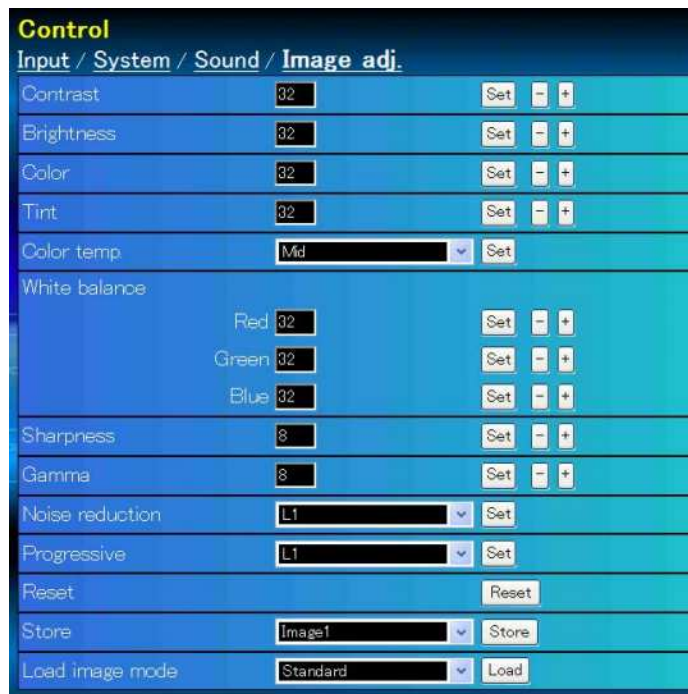 Control
Input / System / Sound / Image adj.
Contrast 32 Set - +
Brightness 32 Set - +
Color 32 Set - +
Tint 32 Set - +
Color temp. Mid Set
White balance
Red 32 Set - +
Green 32 Set - +
Blue 32 Set - +
Sharpness 8 Set - +
Gamma 8 Set - +
Noise reduction L1 Set
Progressive L1 Set
Reset Reset
Store Image1 Store
Load image mode Standard Load